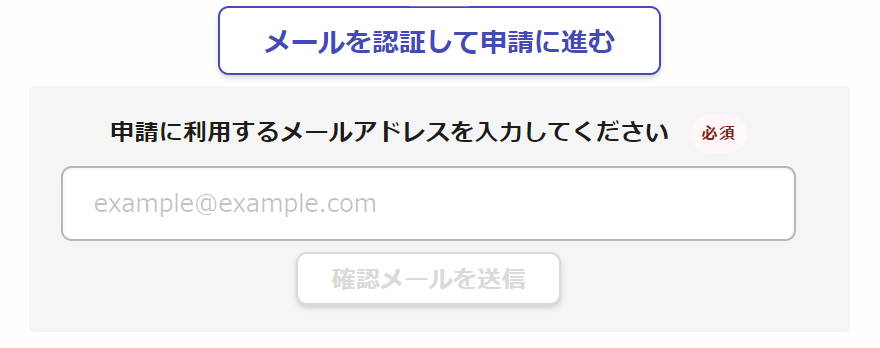 メールを認証して申請に進む
申請に利用するメールアドレスを入力してください 必須
example@example.com
確認メールを送信